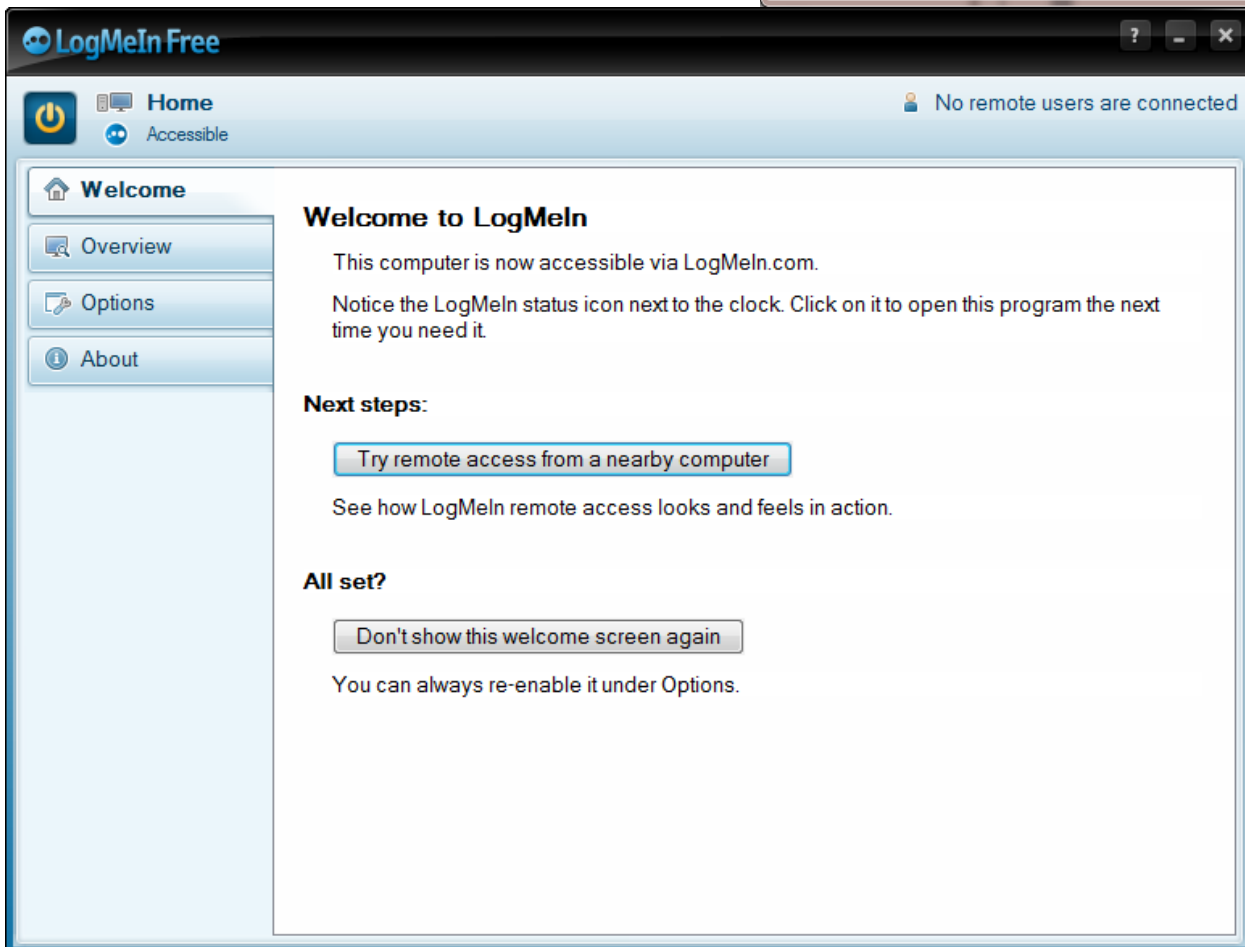 LogMeIn Free
?
Home
Accessible
No remote users are connected
Welcome
Overview
Options
About
Welcome to LogMeIn
This computer is now accessible via LogMeIn.com.
Notice the LogMeIn status icon next to the clock. Click on it to open this program the next
time you need it.
Next steps:
Try remote access from a nearby computer
See how LogMeIn remote access looks and feels in action.
All set?
Don't show this welcome screen again
You can always re-enable it under Options.